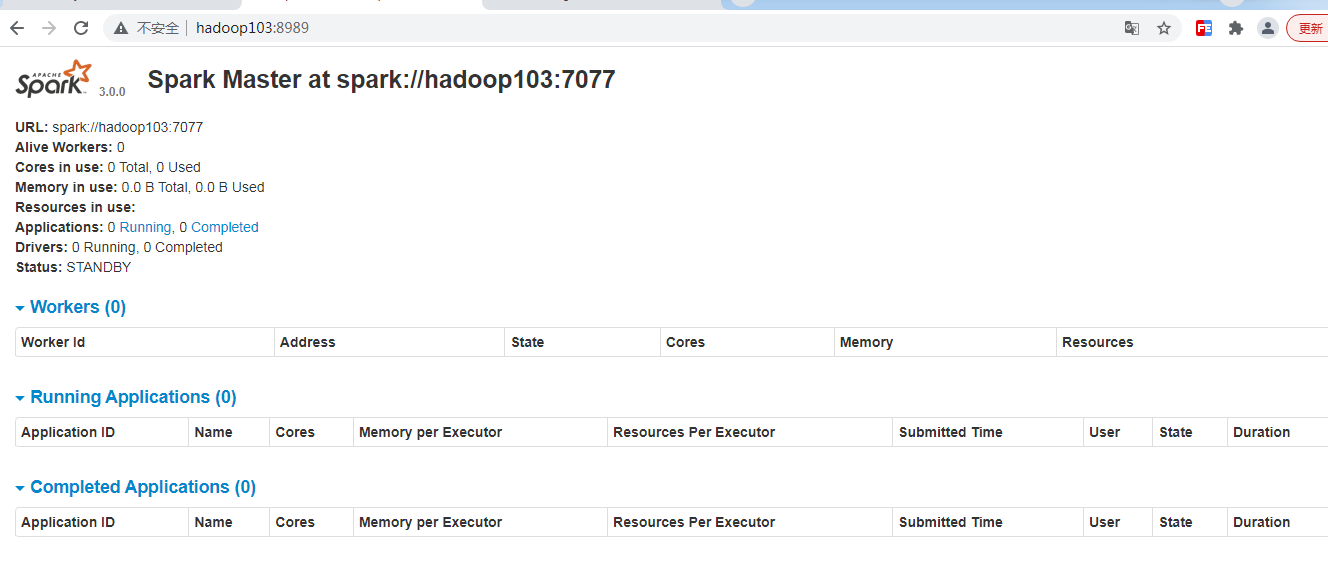 不安全 hadoop103:8989 更新
APACHE Spark 3.0.0 Spark Master at spark://hadoop103:7077
URL: spark://hadoop103:7077
Alive Workers: 0
Cores in use: 0 Total, 0 Used
Memory in use: 0.0 B Total, 0.0 B Used
Resources in use:
Applications: 0 Running, 0 Completed
Drivers: 0 Running, 0 Completed
Status: STANDBY
Workers (0)
Worker Id Address State Cores Memory Resources
Running Applications (0)
Application ID Name Cores Memory per Executor Resources Per Executor Submitted Time User State Duration
Completed Applications (0)
Application ID Name Cores Memory per Executor Resources Per Executor Submitted Time User State Duration